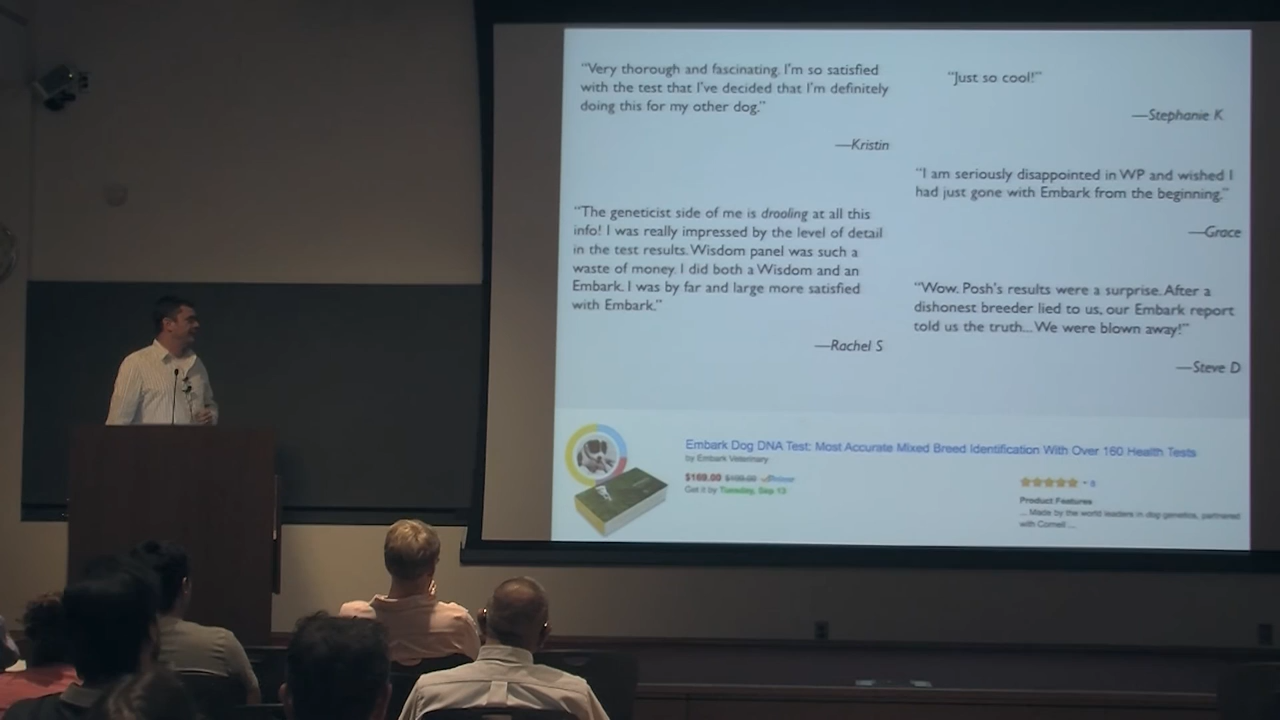 “Very thorough and fascinating. I'm so satisfied
with the test that I've decided that I'm definitely
doing this for my other dog.”
—Kristin
“The geneticist side of me is drooling at all this
info! I was really impressed by the level of detail
in the test results. Wisdom panel was such a
waste of money. I did both a Wisdom and an
Embark. I was by far and large more satisfied
with Embark.”
—Rachel S
“Just so cool!”
—Stephanie K
“I am seriously disappointed in WP and wished I
had just gone with Embark from the beginning.”
—Grace
“Wow. Posh's results were a surprise. After a
dishonest breeder lied to us, our Embark report
told us the truth... We were blown away!”
—Steve D
Embark Dog DNA Test: Most Accurate Mixed Breed Identification With Over 160 Health Tests
by Embark Veterinary
$169.00 Prime
Get it by Tuesday, Sep 13
Product Features
... Made by the world leaders in dog genetics, partnered
with Cornell ...